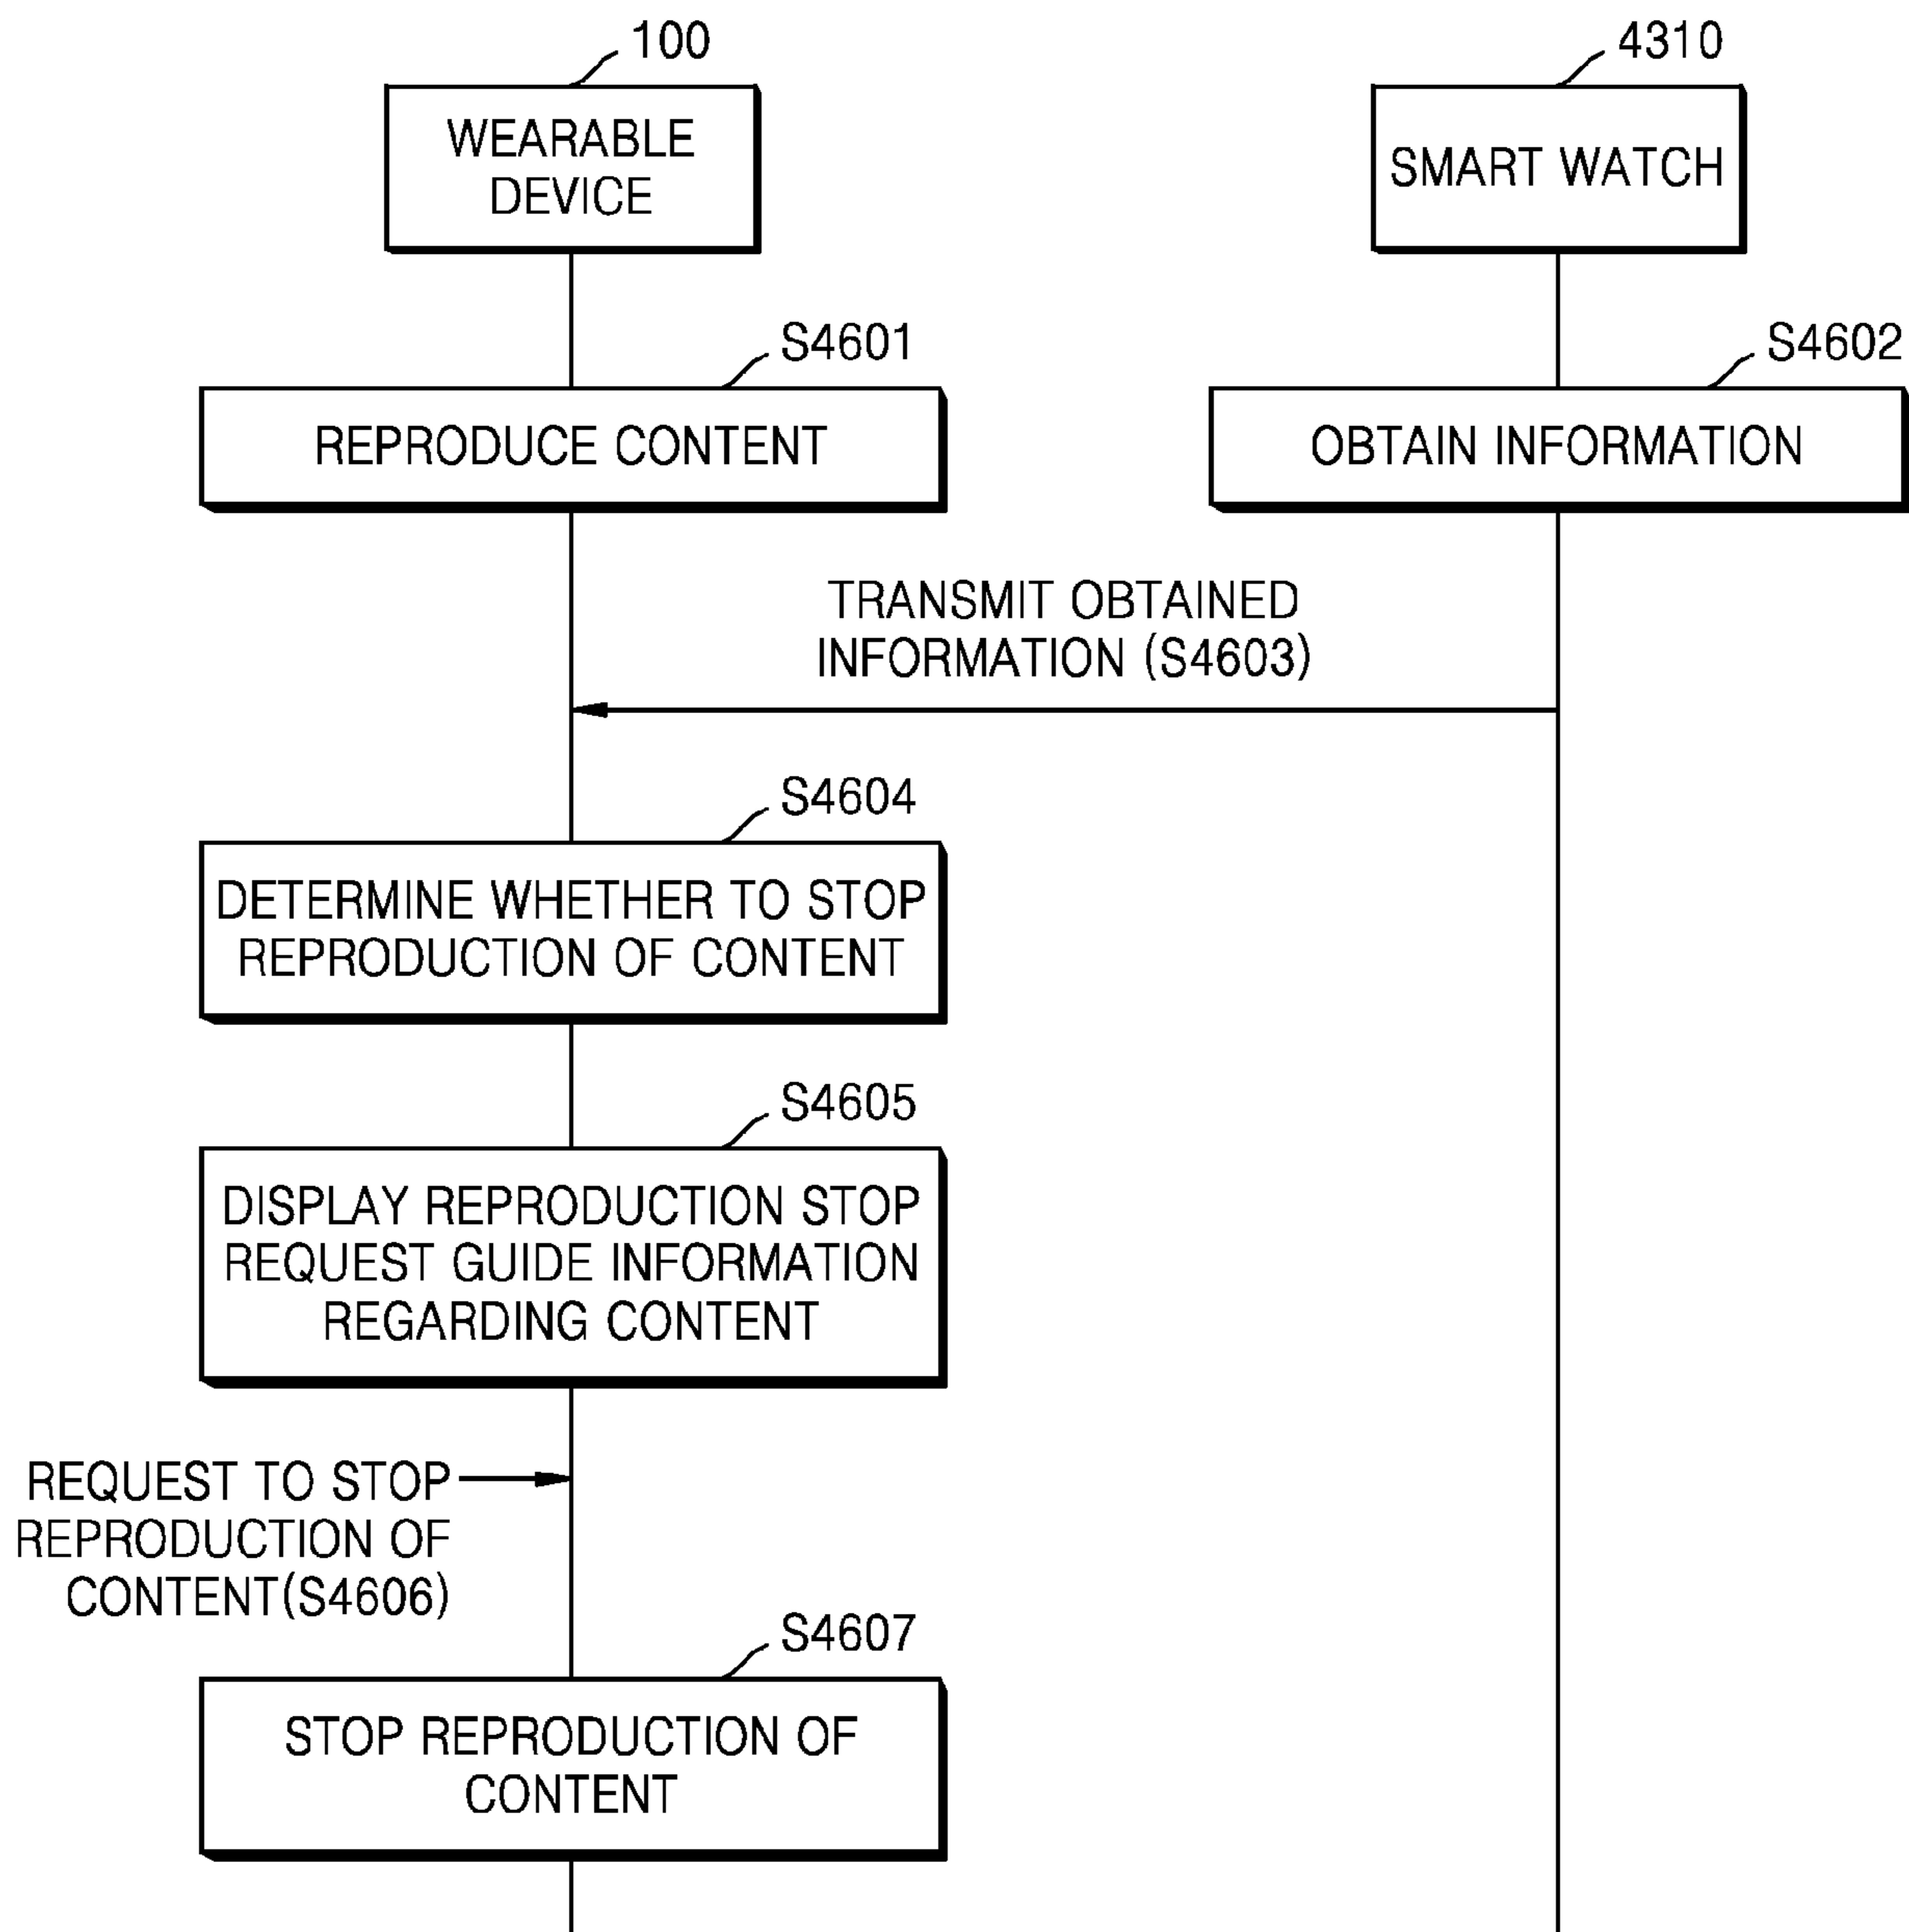 100
WEARABLE
DEVICE
4310
SMART WATCH
S4601
REPRODUCE CONTENT
S4602
OBTAIN INFORMATION
TRANSMIT OBTAINED
INFORMATION (S4603)
S4604
DETERMINE WHETHER TO STOP
REPRODUCTION OF CONTENT
S4605
DISPLAY REPRODUCTION STOP
REQUEST GUIDE INFORMATION
REGARDING CONTENT
REQUEST TO STOP
REPRODUCTION OF
CONTENT(S4606)
S4607
STOP REPRODUCTION OF
CONTENT